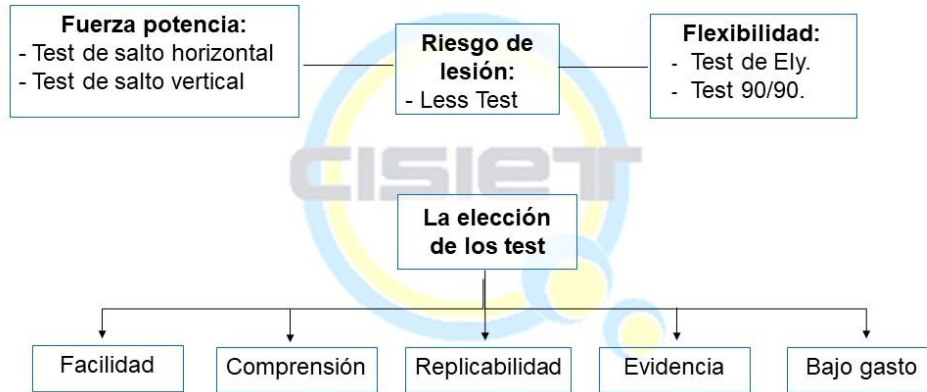 Fuerza potencia:
- Test de salto horizontal
- Test de salto vertical
Riesgo de
lesión:
- Less Test
Flexibilidad:
- Test de Ely.
- Test 90/90.
CISIET
La elección
de los test
Facilidad
Comprensión
Replicabilidad
Evidencia
Bajo gasto